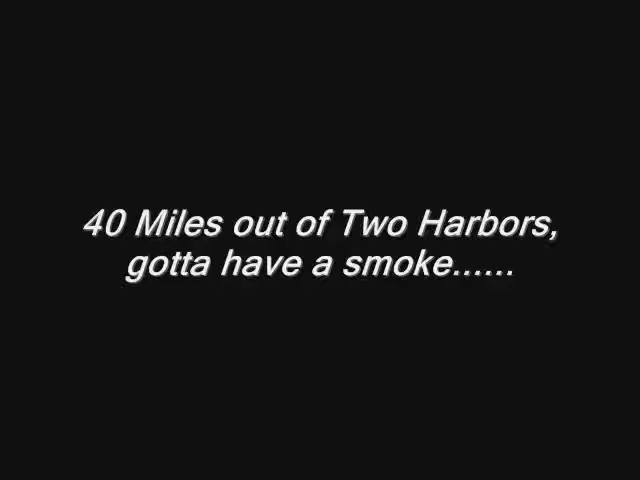 40 Miles out of Two Harbors,
gotta have a smoke......